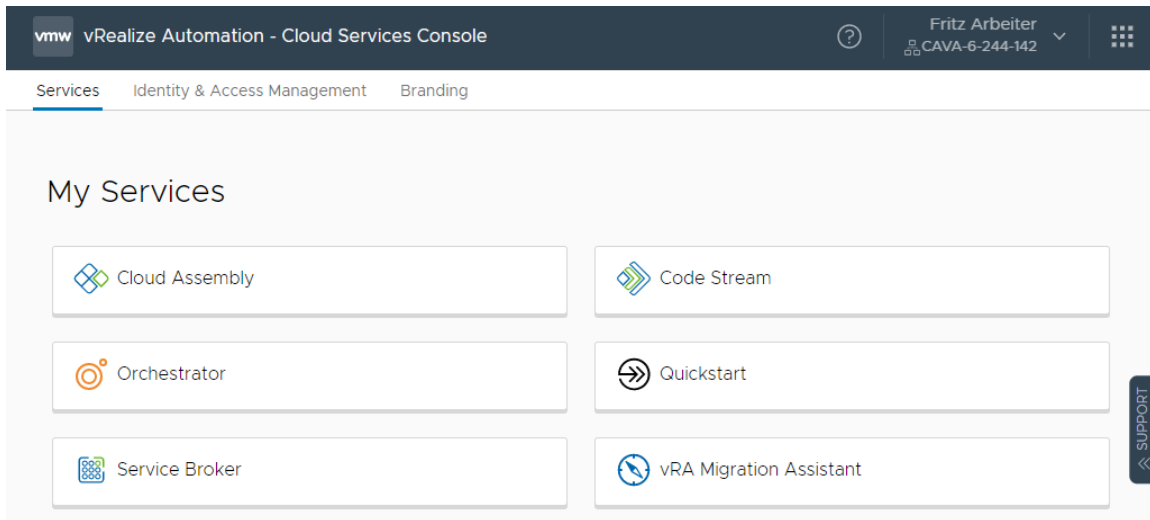 vmw vRealize Automation - Cloud Services Console
Fritz Arbeiter
CAVA-6-244-142
Services Identity & Access Management Branding
My Services
Cloud Assembly
Code Stream
Orchestrator
Quickstart
Service Broker
vRA Migration Assistant
SUPPORT